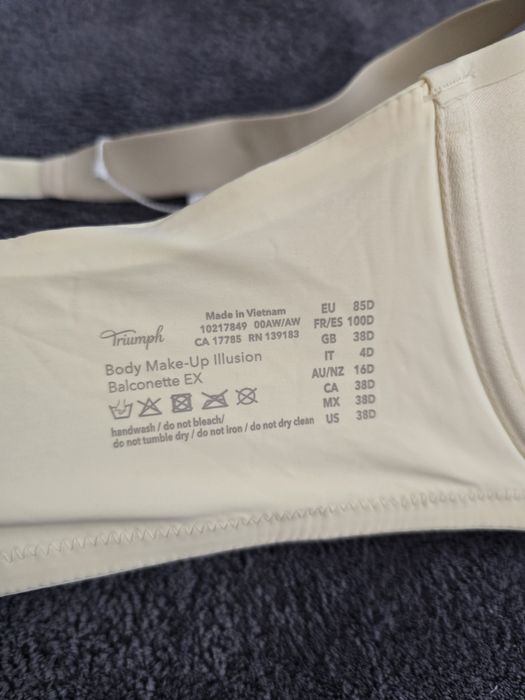 Triumph
Made in Vietnam
10217849 00AW/AW
CA 17785 RN 139183
Body Make-Up Illusion
Balconette EX
handwash / do not bleach/
do not tumble dry / do not iron / do not dry clean
EU 85D
FR/ES 100D
GB 38D
IT 4D
AU/NZ 16D
CA 38D
MX 38D
US 38D